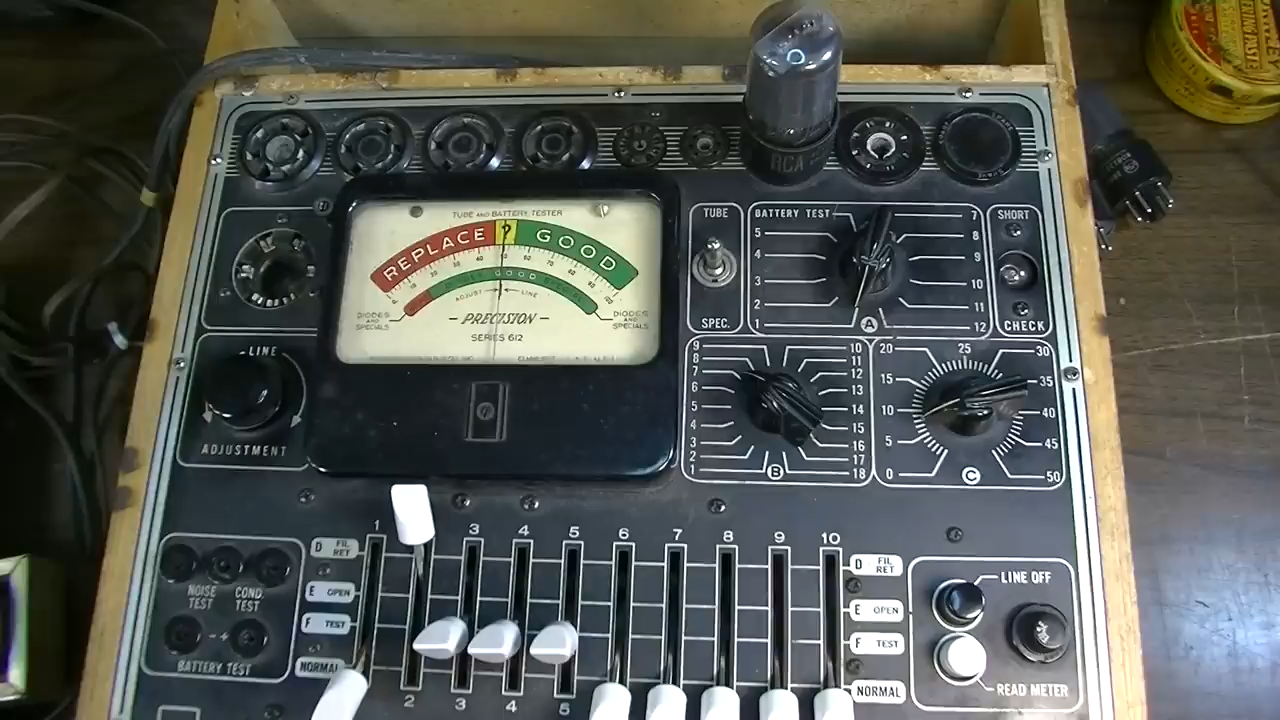 RCA
TUBE AND BATTERY TESTER
REPLACE ? GOOD
ADJUST LINE
DIODES AND SPECIALS
DIODES AND SPECIALS
- PRECISION -
SERIES 612
LINE
ADJUSTMENT
TUBE
SPEC.
BATTERY TEST
5
4
3
2
1
7
8
9
10
11
12
A
SHORT
CHECK
9
8
7
6
5
4
3
2
1
10
11
12
13
14
15
16
17
18
B
20
25
30
15
35
10
40
5
45
0
50
C
NOISE TEST
COND. TEST
- +
BATTERY TEST
1 3 4 5 6 7 8 9 10
D FIL RET
E OPEN
F TEST
NORMAL
2 3 4 5
D FIL RET
E OPEN
F TEST
NORMAL
LINE OFF
READ METER